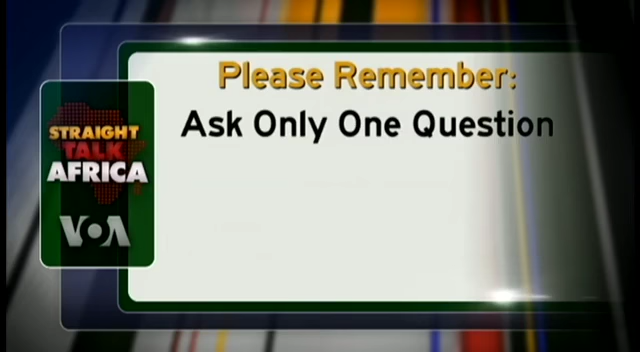 Please Remember:
Ask Only One Question
STRAIGHT
TALK
AFRICA
VOA